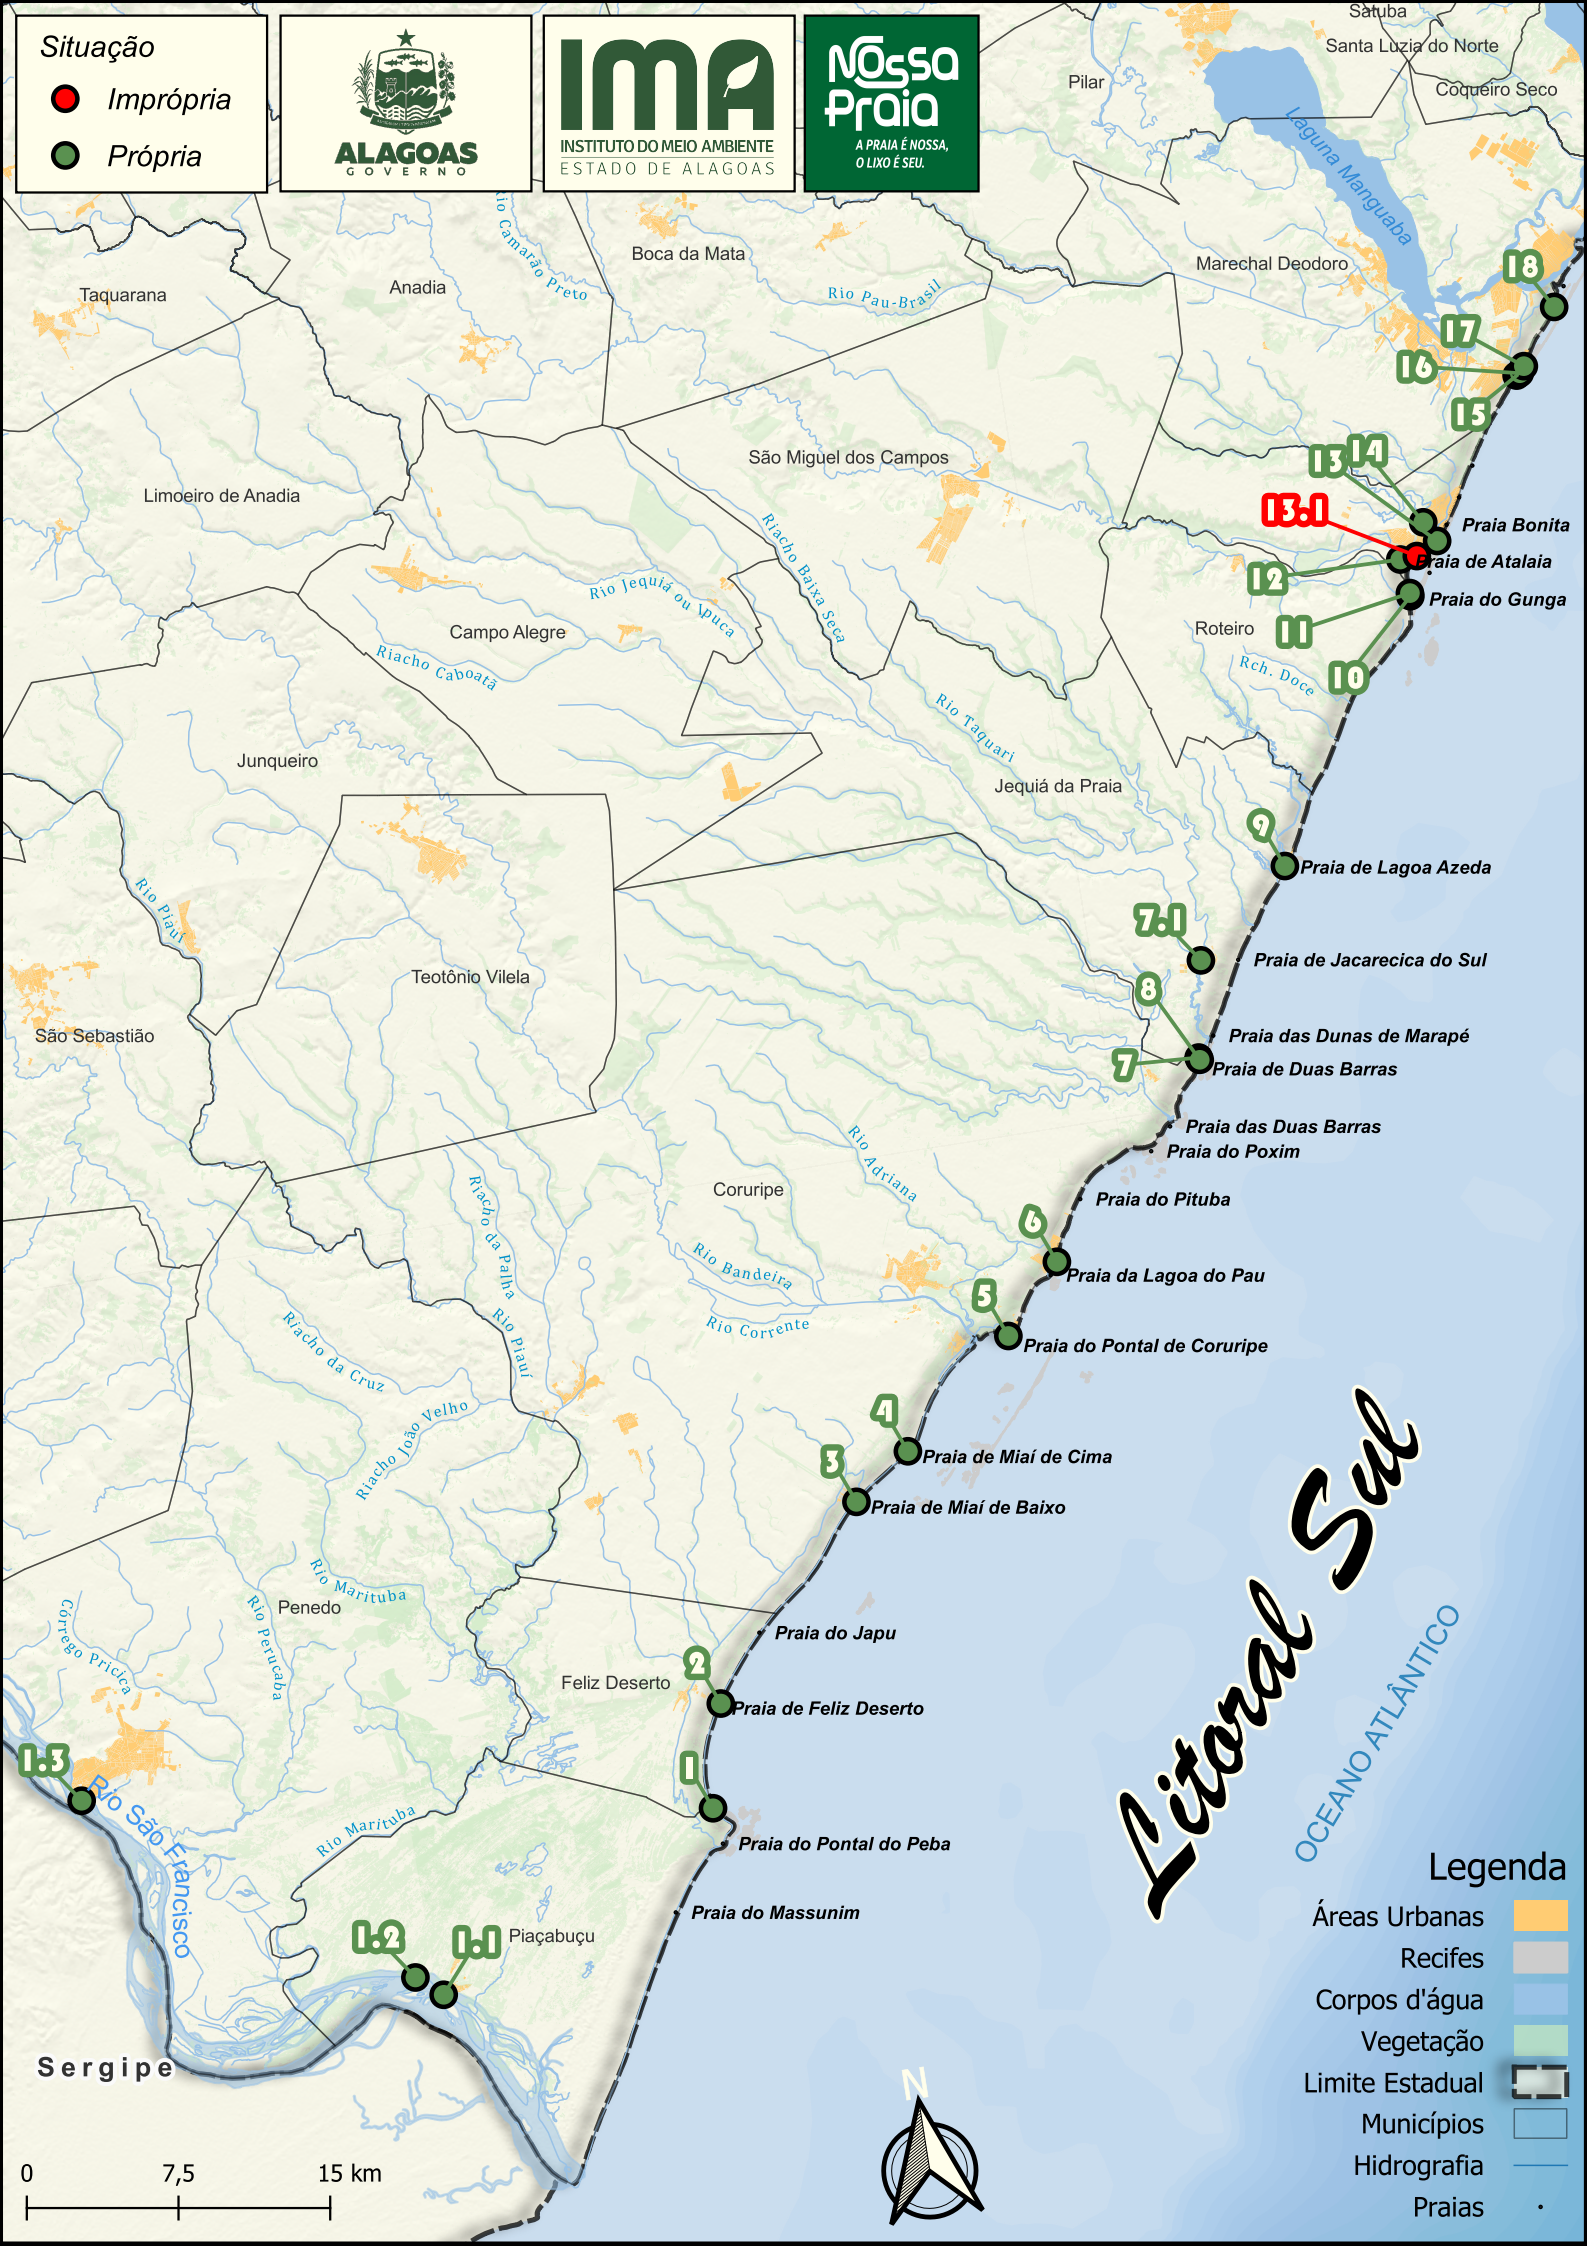 Situação
Imprópria
Própria
ALAGOAS
GOVERNO
IMA
INSTITUTO DO MEIO AMBIENTE
ESTADO DE ALAGOAS
Nossa
Praia
A PRAIA É NOSSA,
O LIXO É SEU.
Satuba
Santa Luzia do Norte
Pilar
Coqueiro Seco
Laguna Manguaba
Rio Camarão Preto
Boca da Mata
Marechal Deodoro
18
Anadia
Taquarana
Rio Pau-Brasil
17
16
15
14
13
São Miguel dos Campos
Limoeiro de Anadia
13.1
Praia Bonita
Riacho Baixa Seca
Praia de Atalaia
12
Rio Jequiá ou Ipuca
Praia do Gunga
Campo Alegre
Roteiro
11
Riacho Caboatã
Rch. Doce
10
Rio Taquari
Junqueiro
Jequiá da Praia
9
Praia de Lagoa Azeda
Rio Piauí
7.1
Praia de Jacarecica do Sul
Teotônio Vilela
8
São Sebastião
Praia das Dunas de Marapé
7
Praia de Duas Barras
Praia das Duas Barras
Praia do Poxim
Rio Adriana
Coruripe
Praia do Pituba
Riacho da Palha
6
Rio Bandeira
Praia da Lagoa do Pau
5
Rio Corrente
Riacho da Cruz
Rio Piauí
Praia do Pontal de Coruripe
Riacho João Velho
4
Praia de Miaí de Cima
3
Praia de Miaí de Baixo
Litoral Sul
Rio Marituba
Penedo
Córrego Pricica
Rio Perucaba
Praia do Japu
OCEANO ATLÂNTICO
2
Feliz Deserto
Praia de Feliz Deserto
1.3
1
Rio São Francisco
Rio Marituba
Praia do Pontal do Peba
Praia do Massunim
1.2
1.1
Piaçabuçu
Sergipe
Legenda
Áreas Urbanas
Recifes
Corpos d'água
Vegetação
Limite Estadual
Municípios
Hidrografia
Praias
N
0 7,5 15 km